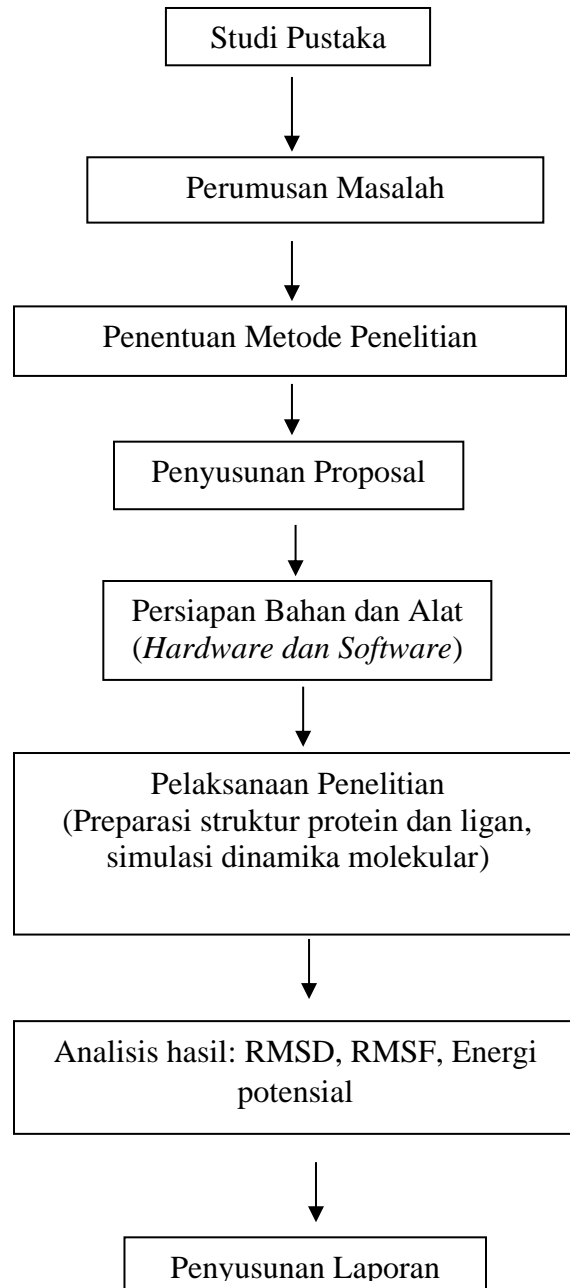 Studi Pustaka
Perumusan Masalah
Penentuan Metode Penelitian
Penyusunan Proposal
Persiapan Bahan dan Alat
(Hardware dan Software)
Pelaksanaan Penelitian
(Preparasi struktur protein dan ligan,
simulasi dinamika molekular)
Analisis hasil: RMSD, RMSF, Energi
potensial
Penyusunan Laporan